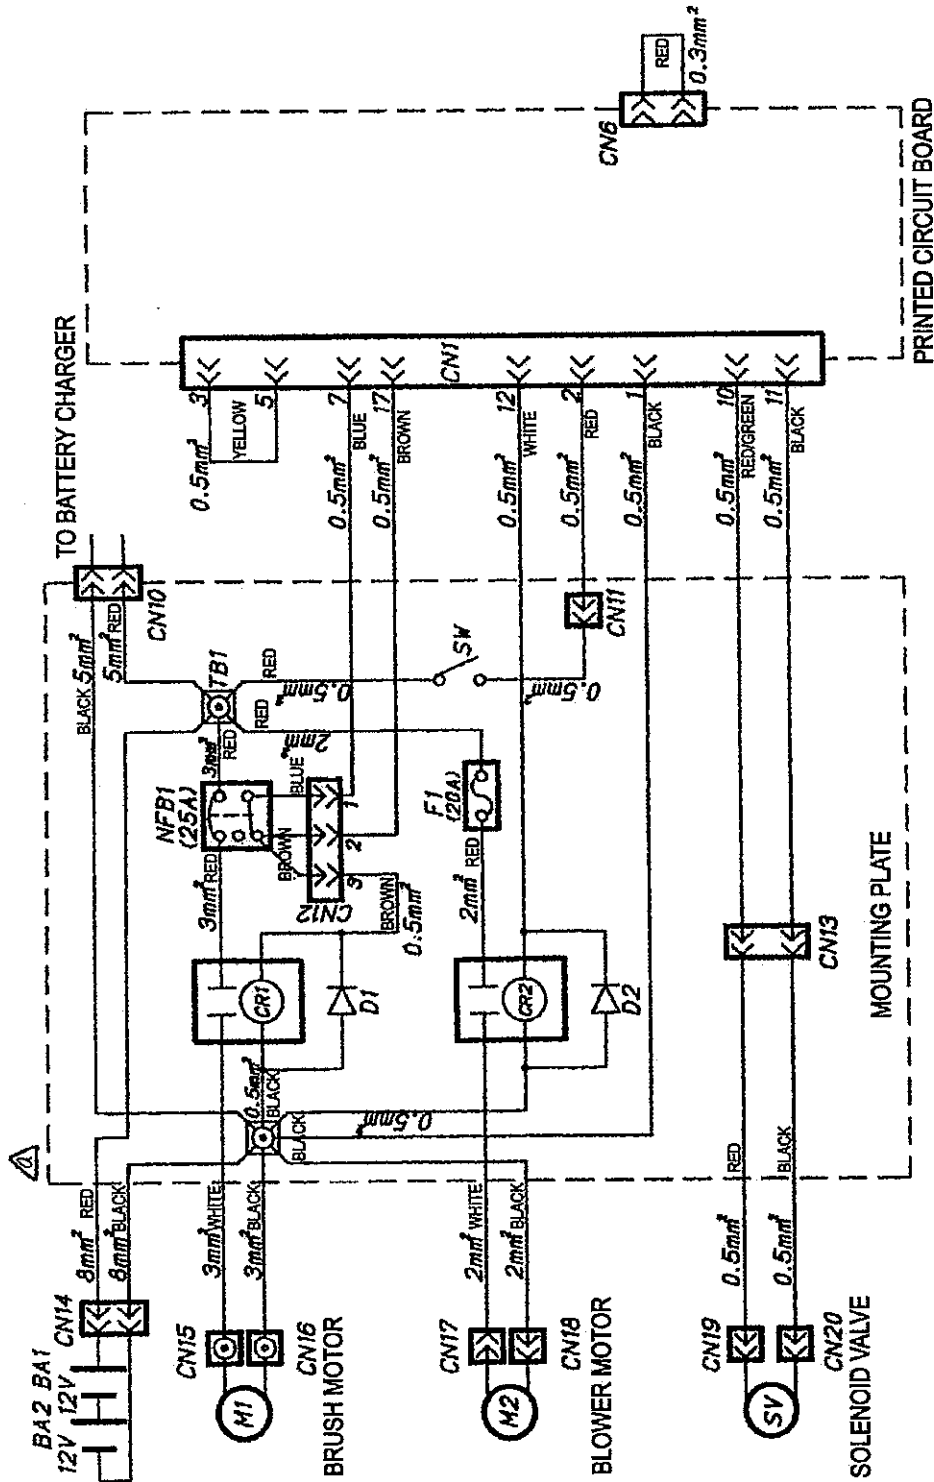 BA2 BA1
12V 12V
CN14
8mm² RED
8mm² BLACK
a
BLACK 5mm²
5mm² RED
CN10
TO BATTERY CHARGER
TB1
RED
0.5mm²
RED
2mm²
3mm²
RED
NFB1
(25A)
3mm² RED
BLUE
BROWN
1
2
3
CN12
BROWN
0.5mm²
SW
0.5mm²
CN11
F1
(20A)
2mm² RED
CR1
D1
CR2
D2
0.5mm²
BLACK
BLACK
0.5mm²
CN15
3mm² WHITE
3mm² BLACK
CN16
M1
BRUSH MOTOR
CN17
2mm² WHITE
2mm² BLACK
CN18
M2
BLOWER MOTOR
CN19
0.5mm² RED
0.5mm² BLACK
CN20
SV
SOLENOID VALVE
CN13
MOUNTING PLATE
CN1
0.5mm² 3
YELLOW 5
0.5mm² BLUE 7
0.5mm² BROWN 17
0.5mm² WHITE 12
0.5mm² RED 2
0.5mm² BLACK 1
0.5mm² RED/GREEN 10
0.5mm² BLACK 11
CN6
RED
0.3mm²
PRINTED CIRCUIT BOARD